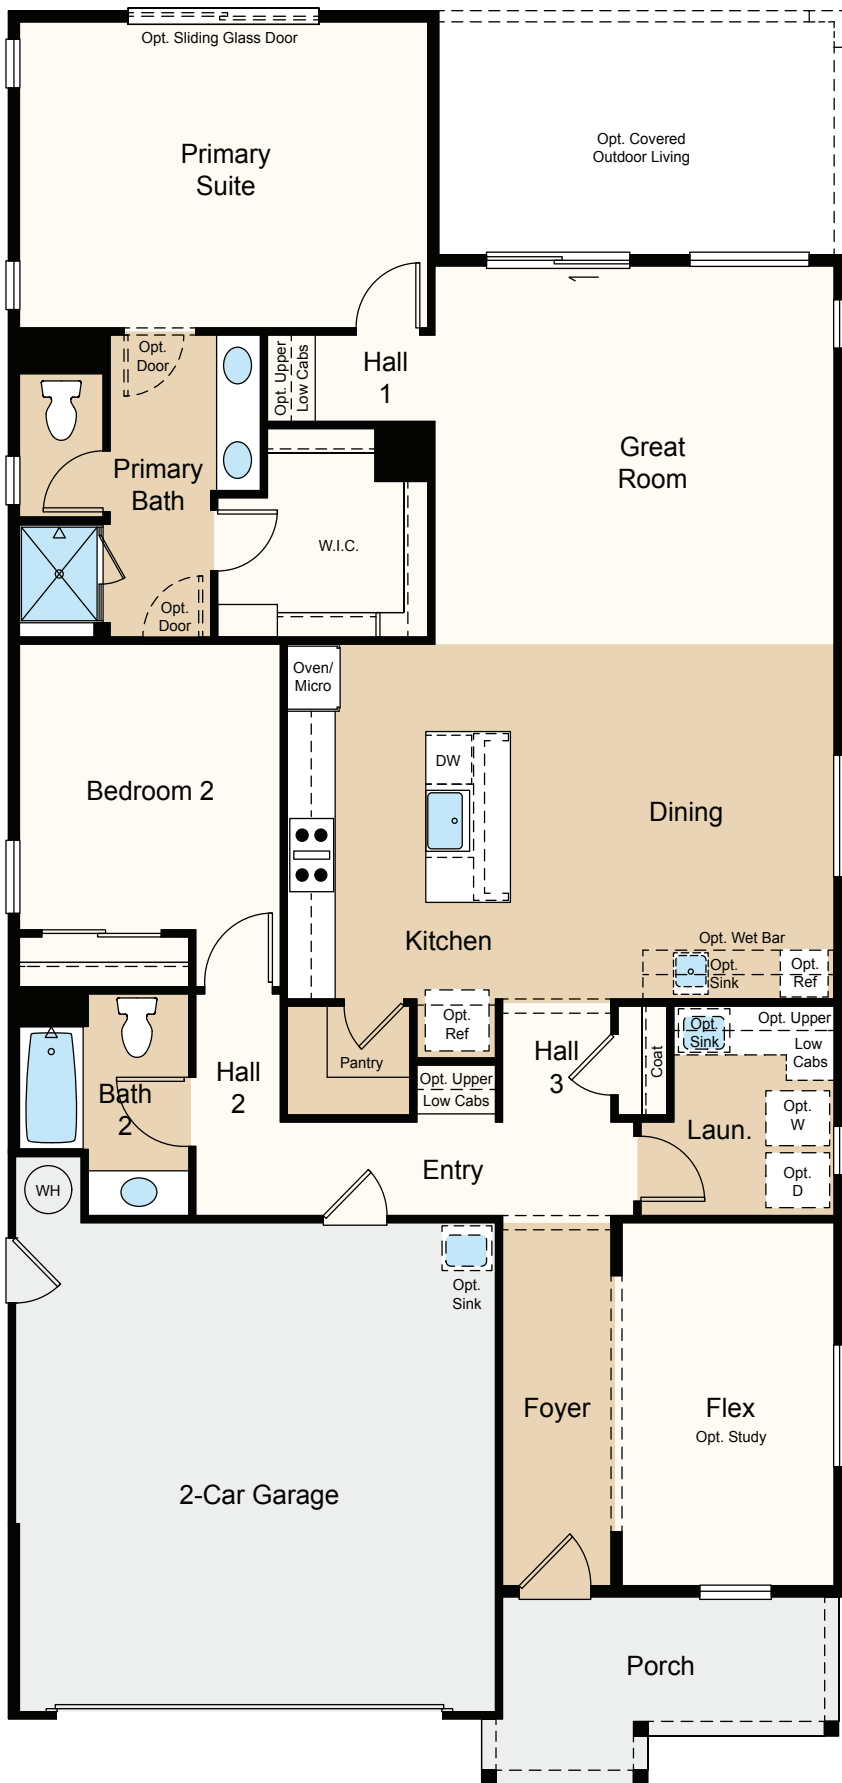 Opt. Sliding Glass Door
Primary
Suite
Opt. Covered
Outdoor Living
Opt.
Door
Opt. Upper
Low Cabs
Hall
1
Great
Room
Primary
Bath
W.I.C.
Opt.
Door
Oven/
Micro
DW
Bedroom 2
Dining
Kitchen
Opt. Wet Bar
Opt.
Sink
Opt.
Ref
Opt.
Ref
Opt.
Sink
Opt. Upper
Low
Cabs
Hall
3
Coat
Pantry
Hall
2
Opt. Upper
Low Cabs
Bath
2
Opt.
W
Laun.
Entry
Opt.
D
WH
Opt.
Sink
Foyer
Flex
Opt. Study
2-Car Garage
Porch